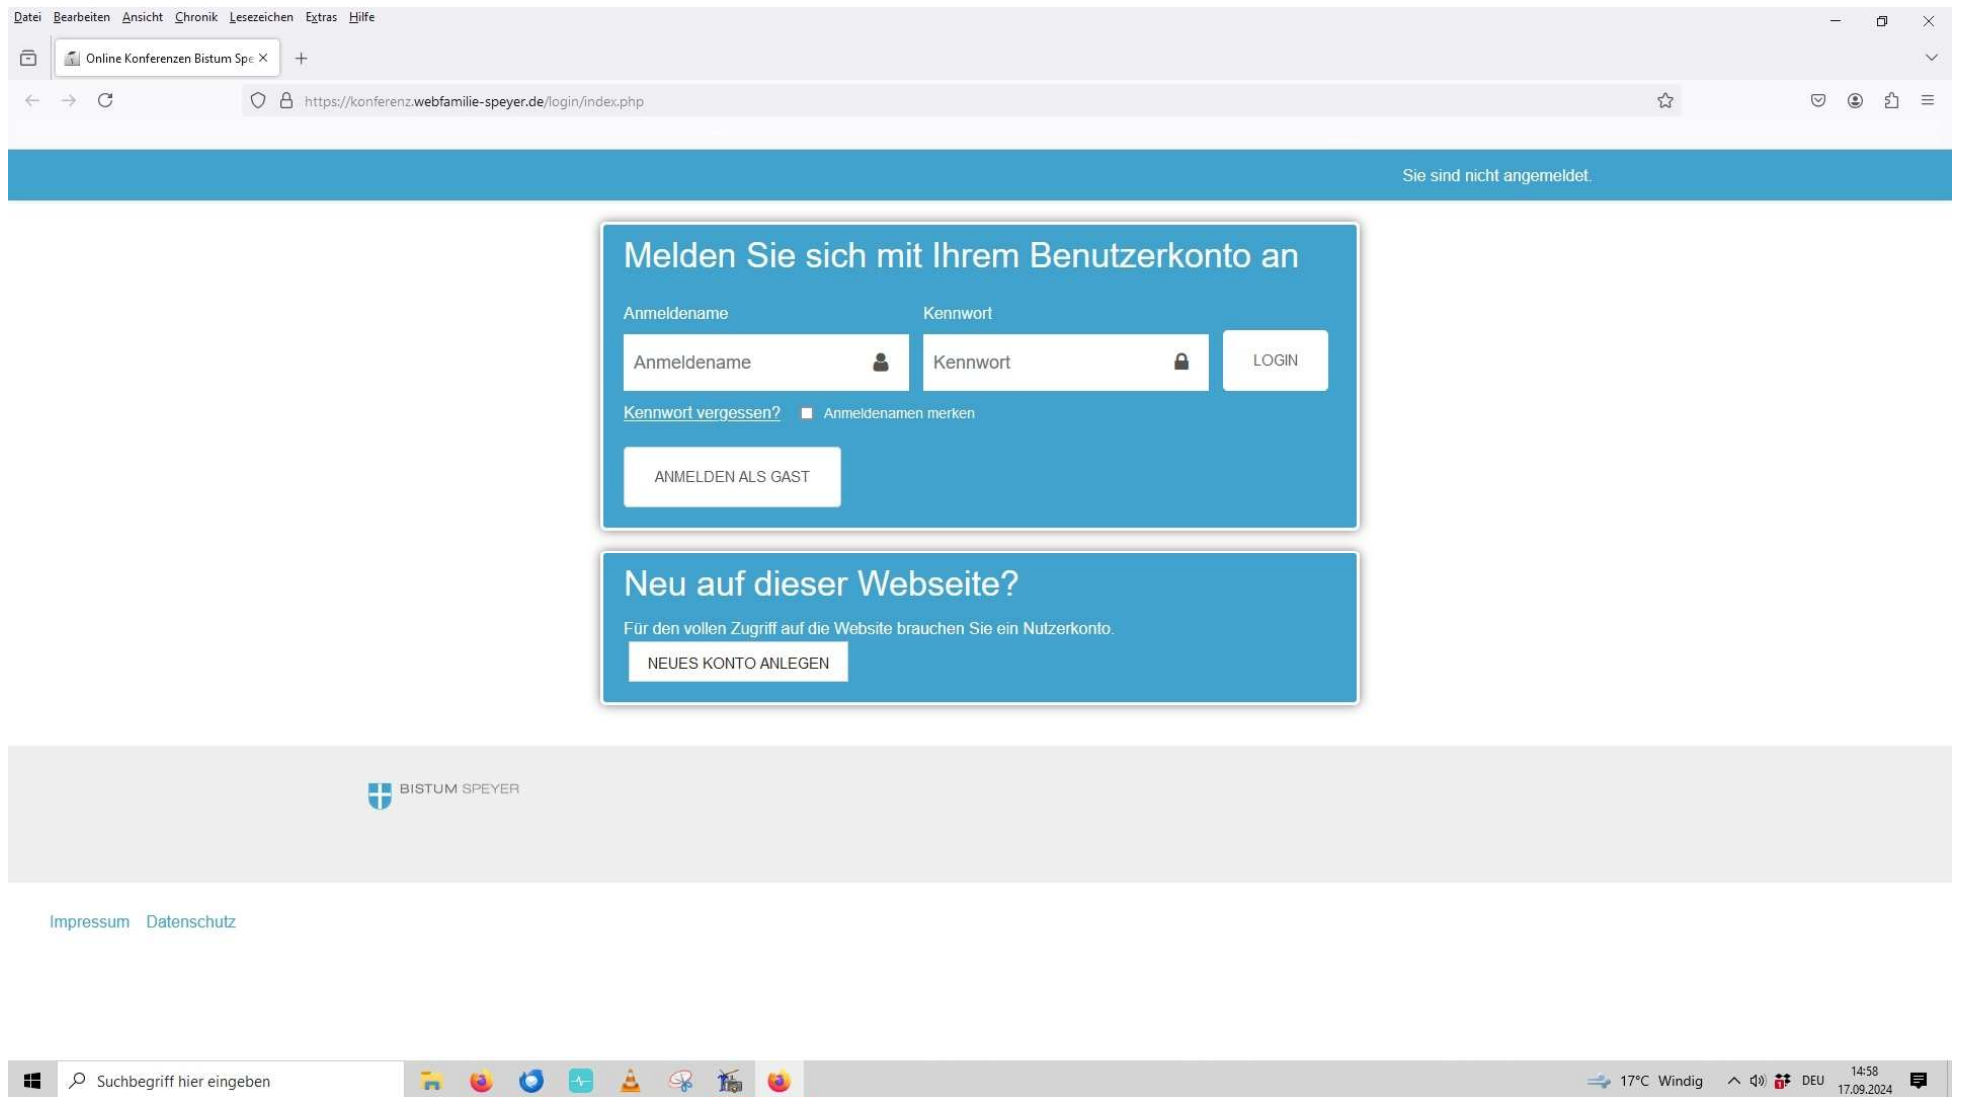 Datei Bearbeiten Ansicht Chronik Lesezeichen Extras Hilfe
Online Konferenzen Bistum Spe
https://konferenz.webfamilie-speyer.de/login/index.php
Sie sind nicht angemeldet.
Melden Sie sich mit Ihrem Benutzerkonto an
Anmeldename Kennwort
Anmeldename Kennwort LOGIN
Kennwort vergessen? Anmeldenamen merken
ANMELDEN ALS GAST
Neu auf dieser Webseite?
Für den vollen Zugriff auf die Website brauchen Sie ein Nutzerkonto.
NEUES KONTO ANLEGEN
BISTUM SPEYER
Impressum Datenschutz
Suchbegriff hier eingeben 17°C Windig DEU 14:58
17.09.2024